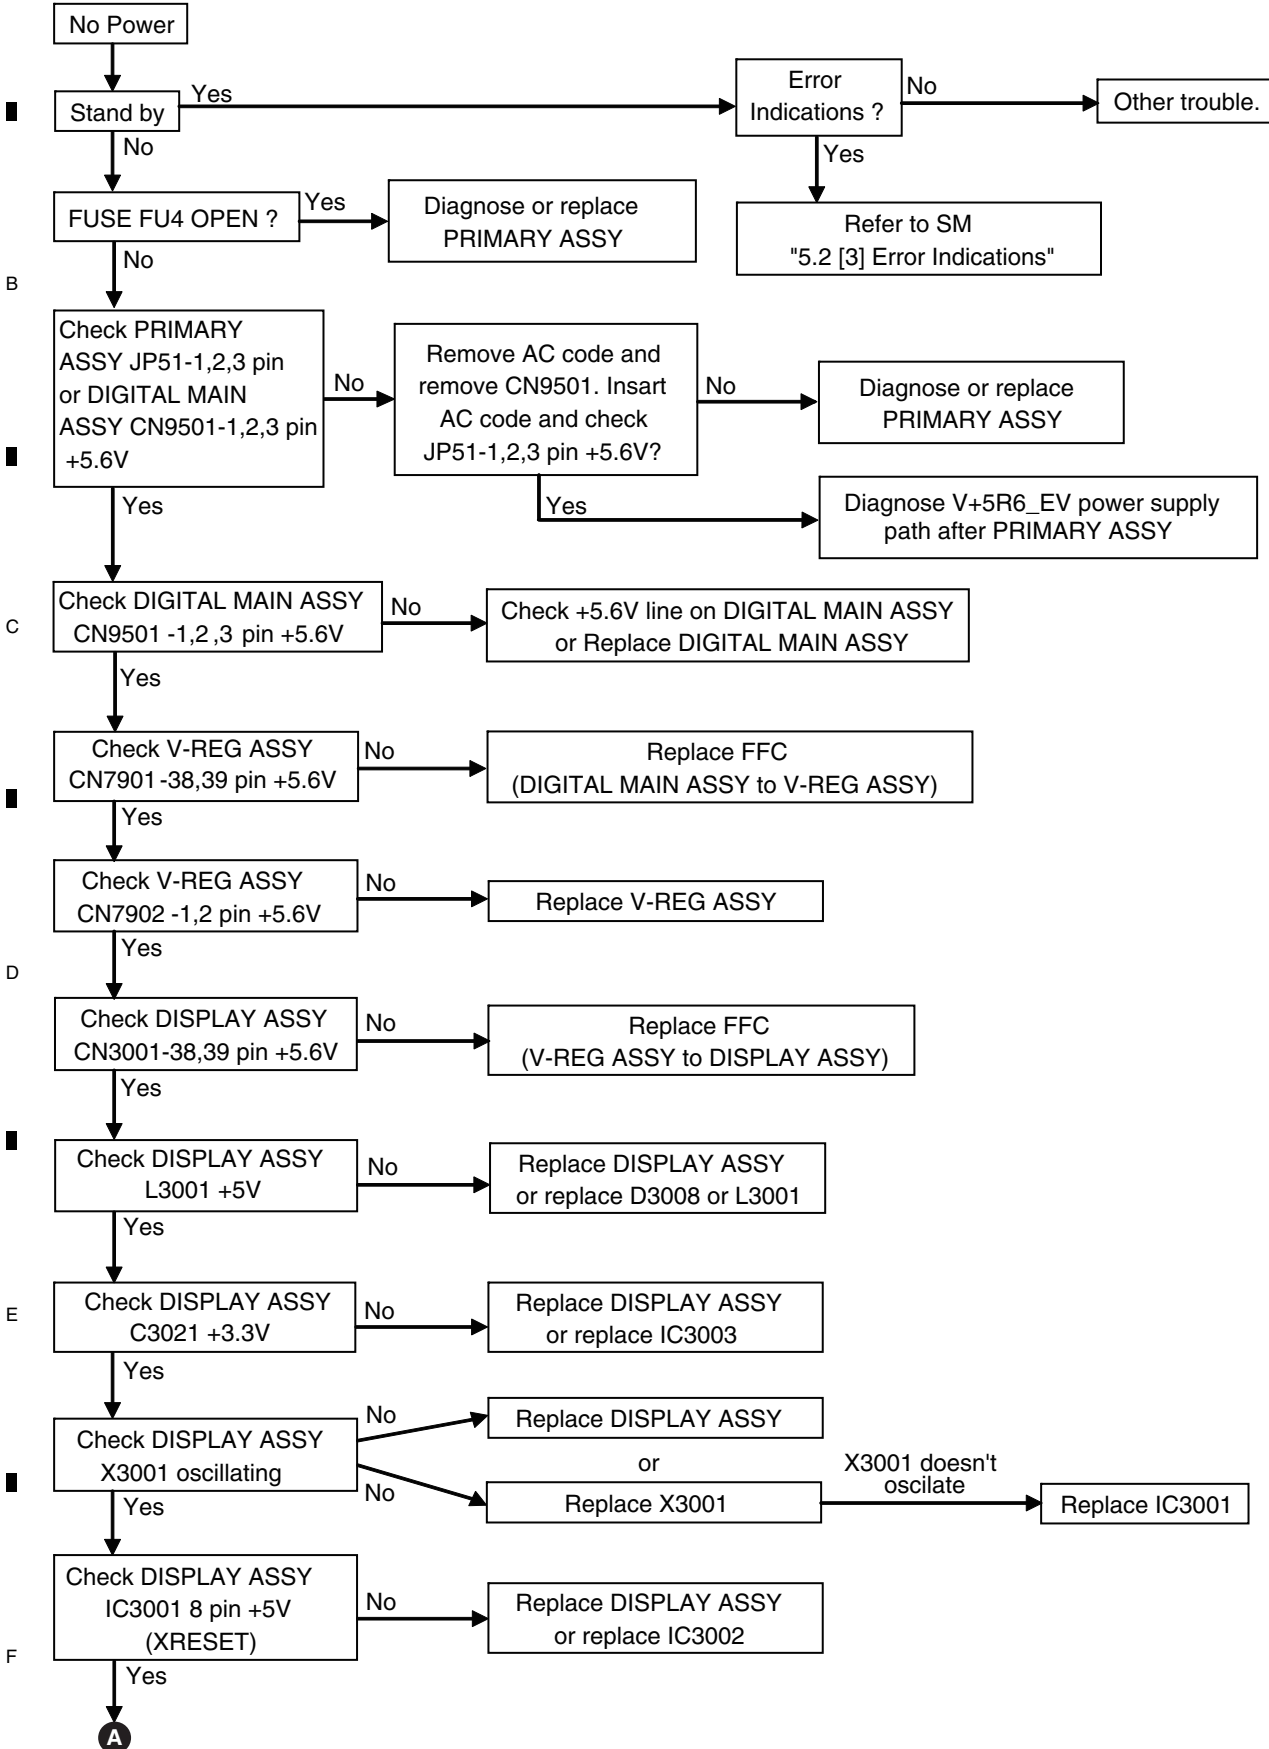 No Power
Stand by
Yes
Error
Indications ?
No
Other trouble.
No
Yes
FUSE FU4 OPEN ?
Yes
Diagnose or replace
PRIMARY ASSY
Refer to SM
"5.2 [3] Error Indications"
No
B
Check PRIMARY
ASSY JP51-1,2,3 pin
or DIGITAL MAIN
ASSY CN9501-1,2,3 pin
+5.6V
No
Remove AC code and
remove CN9501. Insart
AC code and check
JP51-1,2,3 pin +5.6V?
No
Diagnose or replace
PRIMARY ASSY
Yes
Yes
Diagnose V+5R6_EV power supply
path after PRIMARY ASSY
C
Check DIGITAL MAIN ASSY
CN9501 -1,2 ,3 pin +5.6V
No
Check +5.6V line on DIGITAL MAIN ASSY
or Replace DIGITAL MAIN ASSY
Yes
Check V-REG ASSY
CN7901-38,39 pin +5.6V
No
Replace FFC
(DIGITAL MAIN ASSY to V-REG ASSY)
Yes
Check V-REG ASSY
CN7902 -1,2 pin +5.6V
No
Replace V-REG ASSY
Yes
D
Check DISPLAY ASSY
CN3001-38,39 pin +5.6V
No
Replace FFC
(V-REG ASSY to DISPLAY ASSY)
Yes
Check DISPLAY ASSY
L3001 +5V
No
Replace DISPLAY ASSY
or replace D3008 or L3001
Yes
E
Check DISPLAY ASSY
C3021 +3.3V
No
Replace DISPLAY ASSY
or replace IC3003
Yes
Check DISPLAY ASSY
X3001 oscillating
No
Replace DISPLAY ASSY
or
No
Replace X3001
X3001 doesn't
oscilate
Replace IC3001
Yes
Check DISPLAY ASSY
IC3001 8 pin +5V
(XRESET)
No
Replace DISPLAY ASSY
or replace IC3002
F
Yes
A